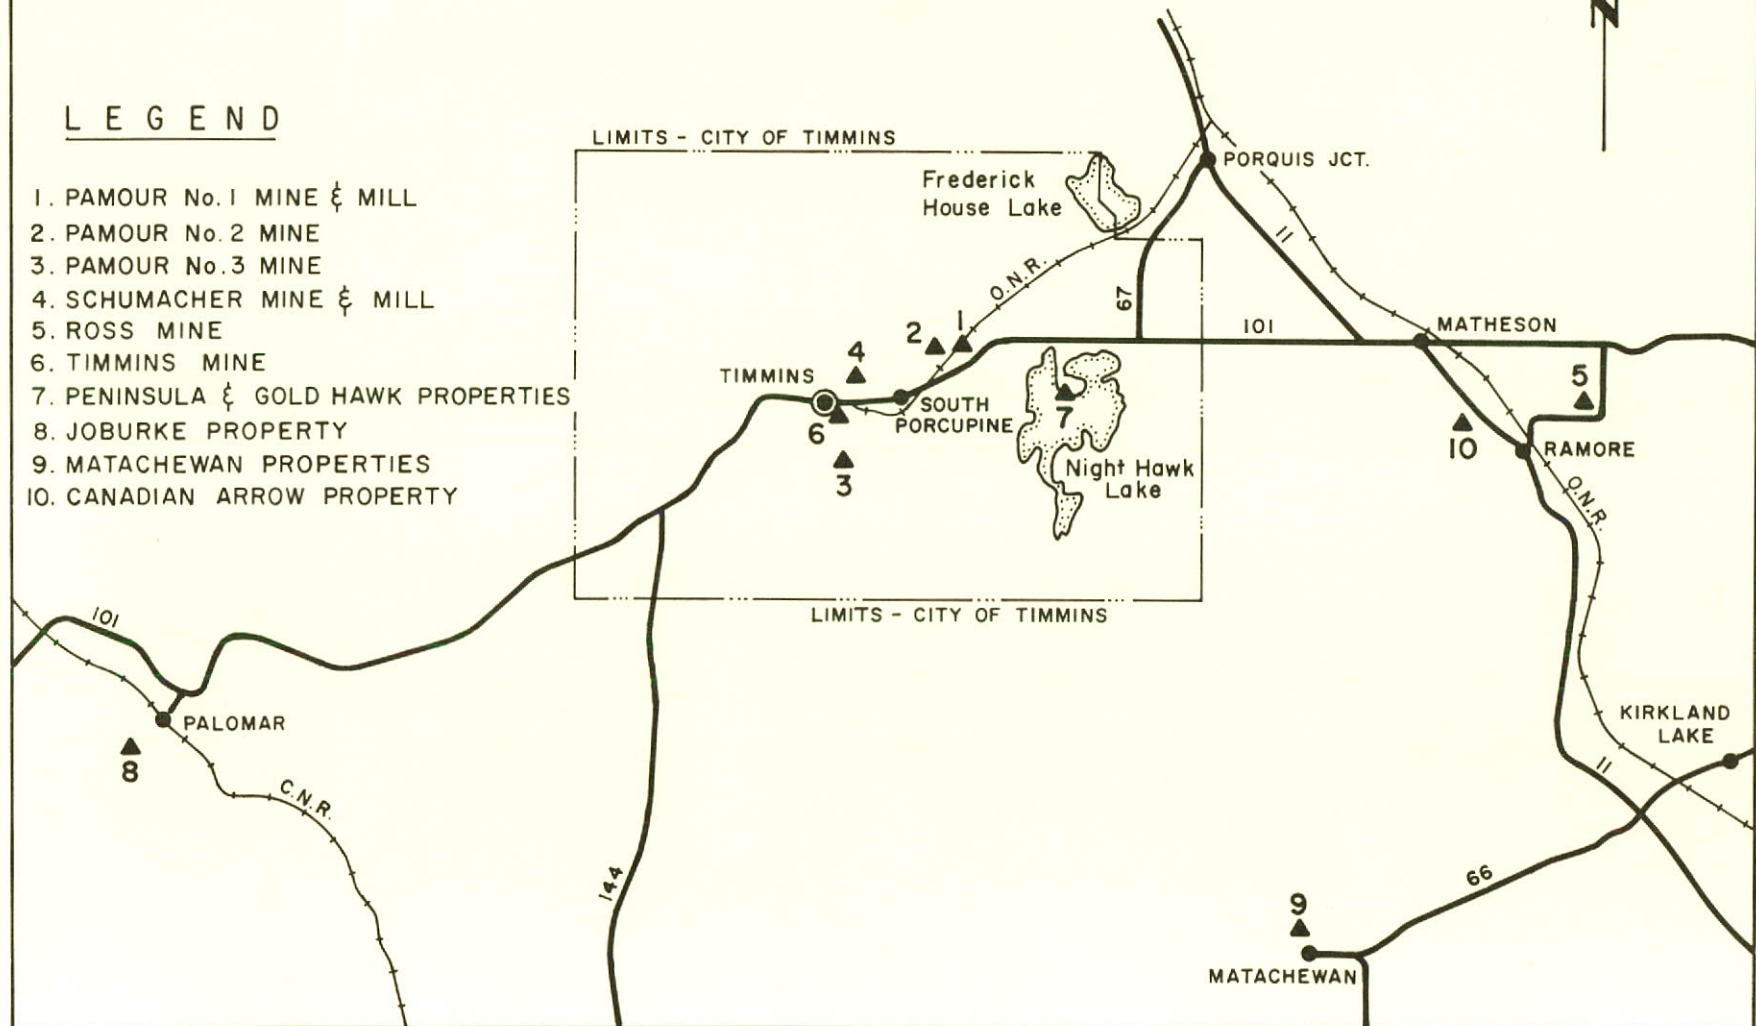 N
LEGEND
1. PAMOUR No. 1 MINE & MILL
2. PAMOUR No. 2 MINE
3. PAMOUR No. 3 MINE
4. SCHUMACHER MINE & MILL
5. ROSS MINE
6. TIMMINS MINE
7. PENINSULA & GOLD HAWK PROPERTIES
8. JOBURKE PROPERTY
9. MATACHEWAN PROPERTIES
10. CANADIAN ARROW PROPERTY
LIMITS - CITY OF TIMMINS
PORQUIS JCT.
Frederick
House Lake
11
O.N.R.
67
101
MATHESON
2
1
4
TIMMINS
SOUTH
PORCUPINE
6
3
7
Night Hawk
Lake
5
10
RAMORE
O.N.R.
LIMITS - CITY OF TIMMINS
101
PALOMAR
8
C.N.R.
144
KIRKLAND
LAKE
11
66
9
MATACHEWAN